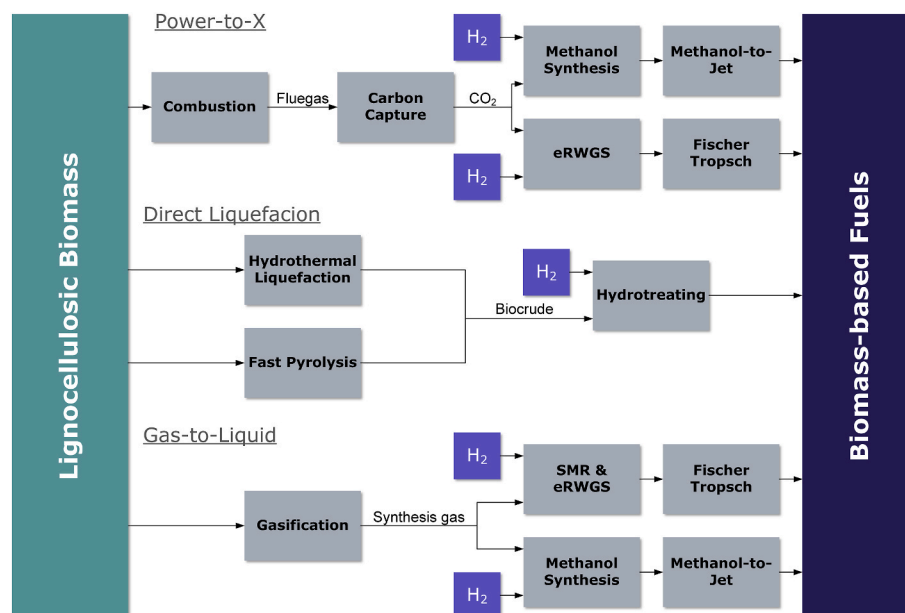 Power-to-X
H₂
Methanol
Synthesis
Methanol-to-
Jet
Combustion
Fluegas
Carbon
Capture
CO₂
eRWGS
Fischer
Tropsch
H₂
Lignocellulosic Biomass
Biomass-based Fuels
Direct Liquefacion
Hydrothermal
Liquefaction
H₂
Hydrotreating
Biocrude
Fast Pyrolysis
Gas-to-Liquid
H₂
SMR &
eRWGS
Fischer
Tropsch
Gasification
Synthesis gas
Methanol
Synthesis
Methanol-to-
Jet
H₂